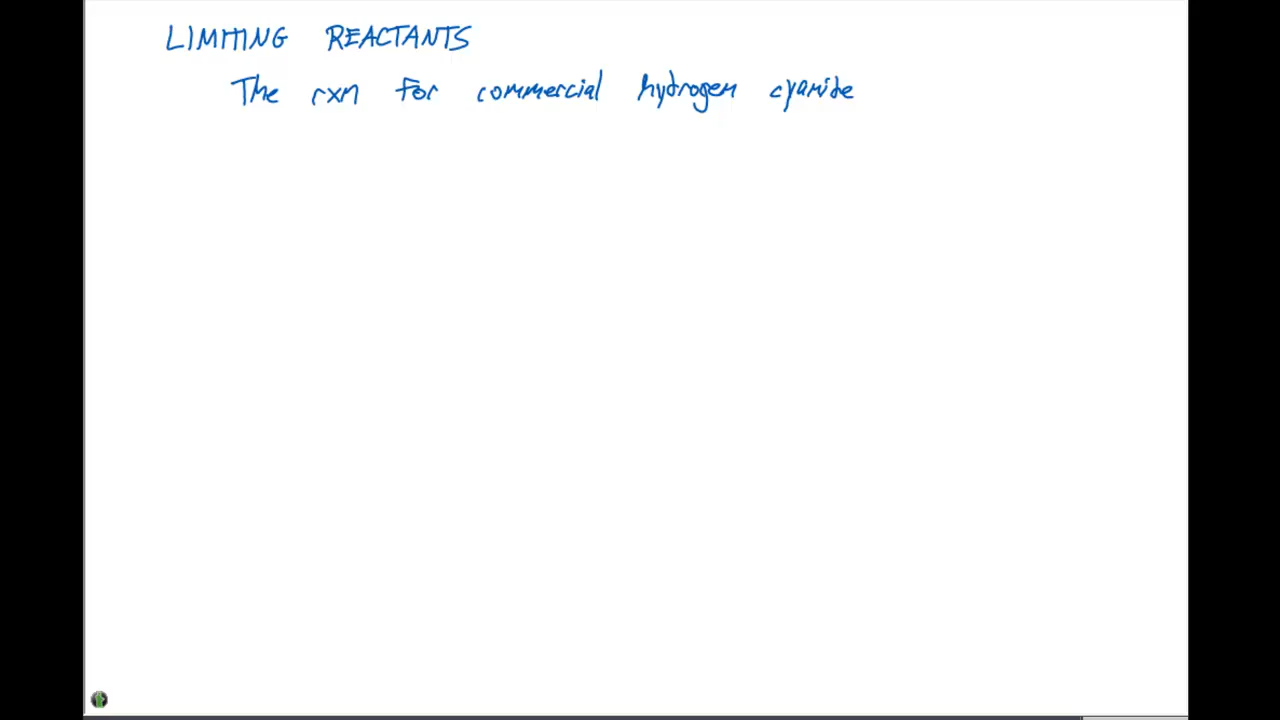 LIMITING REACTANTS
The rxn for commercial hydrogen cyanide